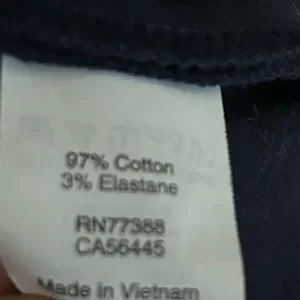 97% Cotton
3% Elastane
RN77388
CA56445
Made in Vietnam